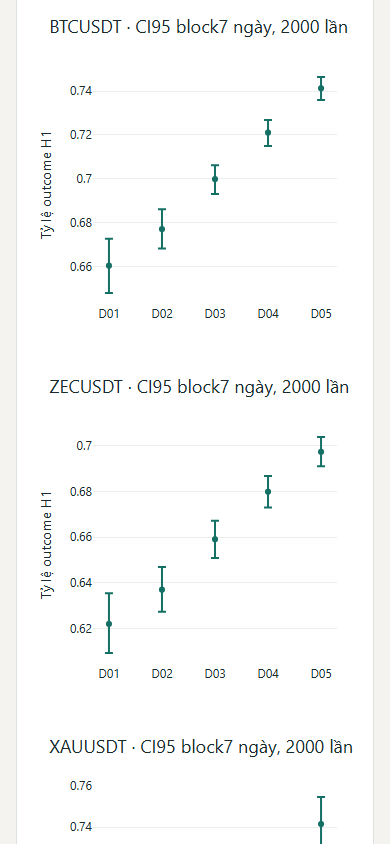 BTCUSDT · CI95 block7 ngày, 2000 lần
0.74
0.72
0.7
0.68
0.66
Tỷ lệ outcome H1
D01 D02 D03 D04 D05
ZECUSDT · CI95 block7 ngày, 2000 lần
0.7
0.68
0.66
0.64
0.62
Tỷ lệ outcome H1
D01 D02 D03 D04 D05
XAUUSDT · CI95 block7 ngày, 2000 lần
0.76
0.74